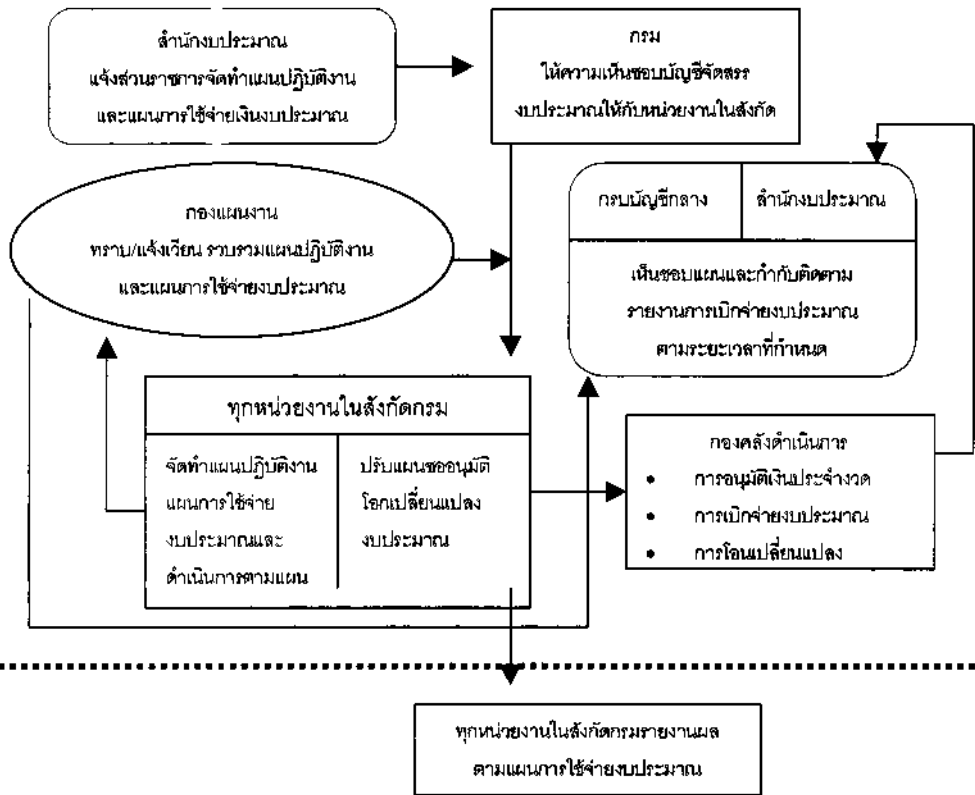 สำนักงบประมาณ
แจ้งส่วนราชการจัดทำแผนปฏิบัติงาน
และแผนการใช้จ่ายเงินงบประมาณ
กรม
ให้ความเห็นชอบบัญชีจัดสรร
งบประมาณให้กับหน่วยงานในสังกัด
กองแผนงาน
ทราบ/แจ้งเวียน รวบรวมแผนปฏิบัติงาน
และแผนการใช้จ่ายงบประมาณ
กรบบัญชีกลาง
สำนักงบประมาณ
เห็นชอบแผนและกำกับติดตาม
รายงานการเบิกจ่ายงบประมาณ
ตามระยะเวลาที่กำหนด
ทุกหน่วยงานในสังกัดกรม
จัดทำแผนปฏิบัติงาน
แผนการใช้จ่าย
งบประมาณและ
ดำเนินการตามแผน
ปรับแผนขออนุมัติ
โอกเปลี่ยนแปลง
งบประมาณ
กองคลังดำเนินการ
• การอนุมัติเงินประจำงวด
• การเบิกจ่ายงบประมาณ
• การโอนเปลี่ยนแปลง
ทุกหน่วยงานในสังกัดกรมรายงานผล
ตามแผนการใช้จ่ายงบประมาณ